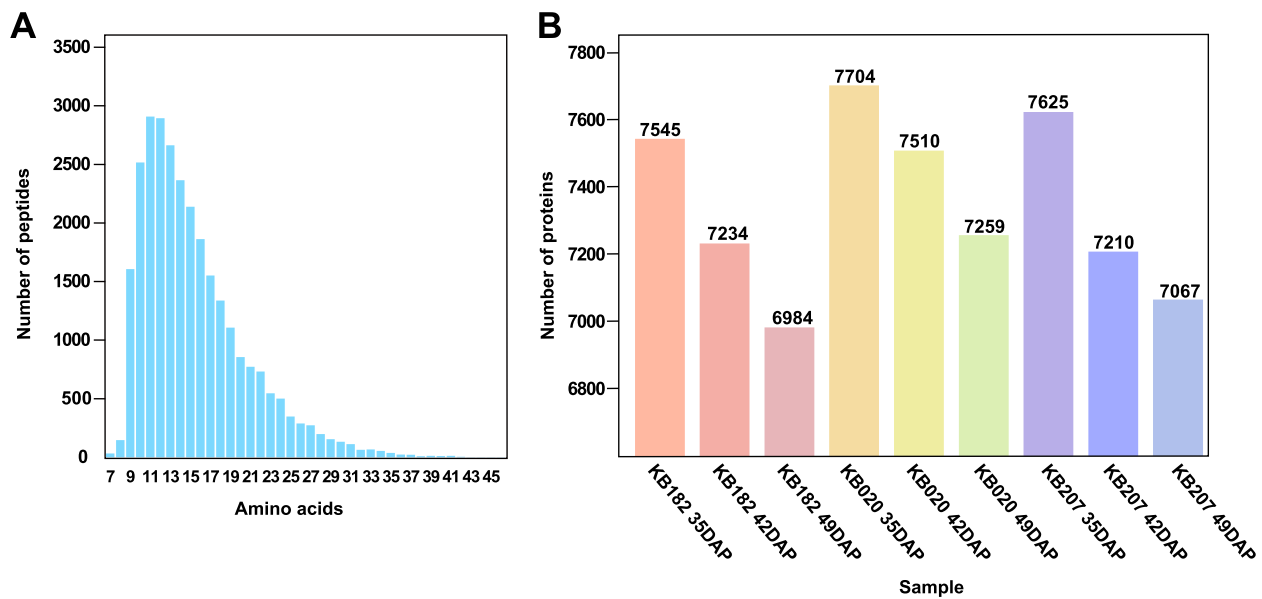 A
3500
3000
2500
2000
1500
1000
500
0
Number of peptides
7 9 11 13 15 17 19 21 23 25 27 29 31 33 35 37 39 41 43 45
Amino acids
B
7800
7600
7400
7200
7000
6800
Number of proteins
7545
7234
6984
7704
7510
7259
7625
7210
7067
KB182 35DAP
KB182 42DAP
KB182 49DAP
KB020 35DAP
KB020 42DAP
KB020 49DAP
KB207 35DAP
KB207 42DAP
KB207 49DAP
Sample